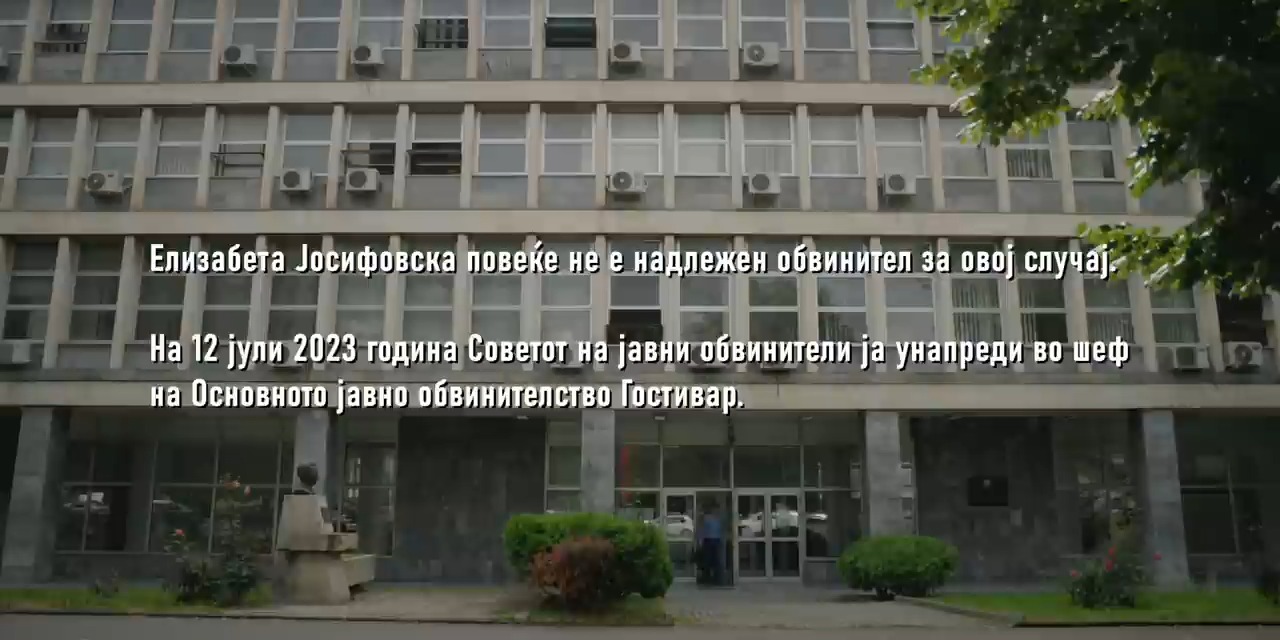 Елизабета Јосифовска повеќе не е надлежен обвинител за овој случај.
На 12 јули 2023 година Советот на јавни обвинители ја унапреди во шеф
на Основното јавно обвинителство Гостивар.